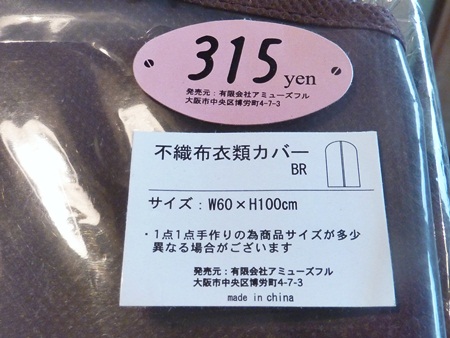 315 yen
発売元：有限会社アミューズフル
大阪市中央区博労町4-7-3
不織布衣類カバー
BR
サイズ：W60×H100cm
・1点1点手作りの為商品サイズが多少
異なる場合がございます
発売元：有限会社アミューズフル
大阪市中央区博労町4-7-3
made in china